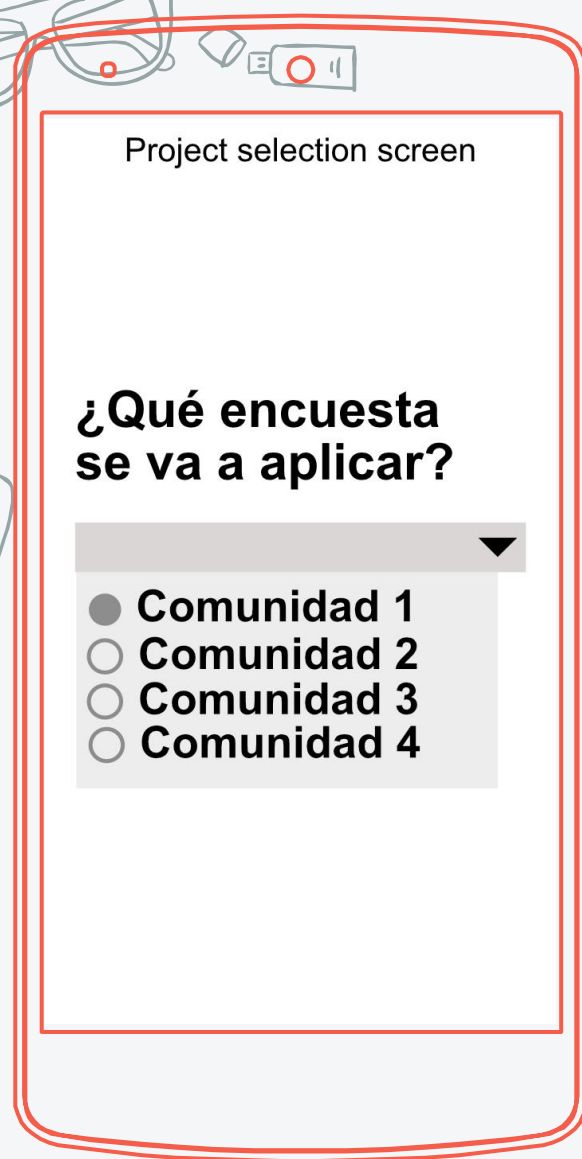 Project selection screen
¿Qué encuesta
se va a aplicar?
Comunidad 1
Comunidad 2
Comunidad 3
Comunidad 4